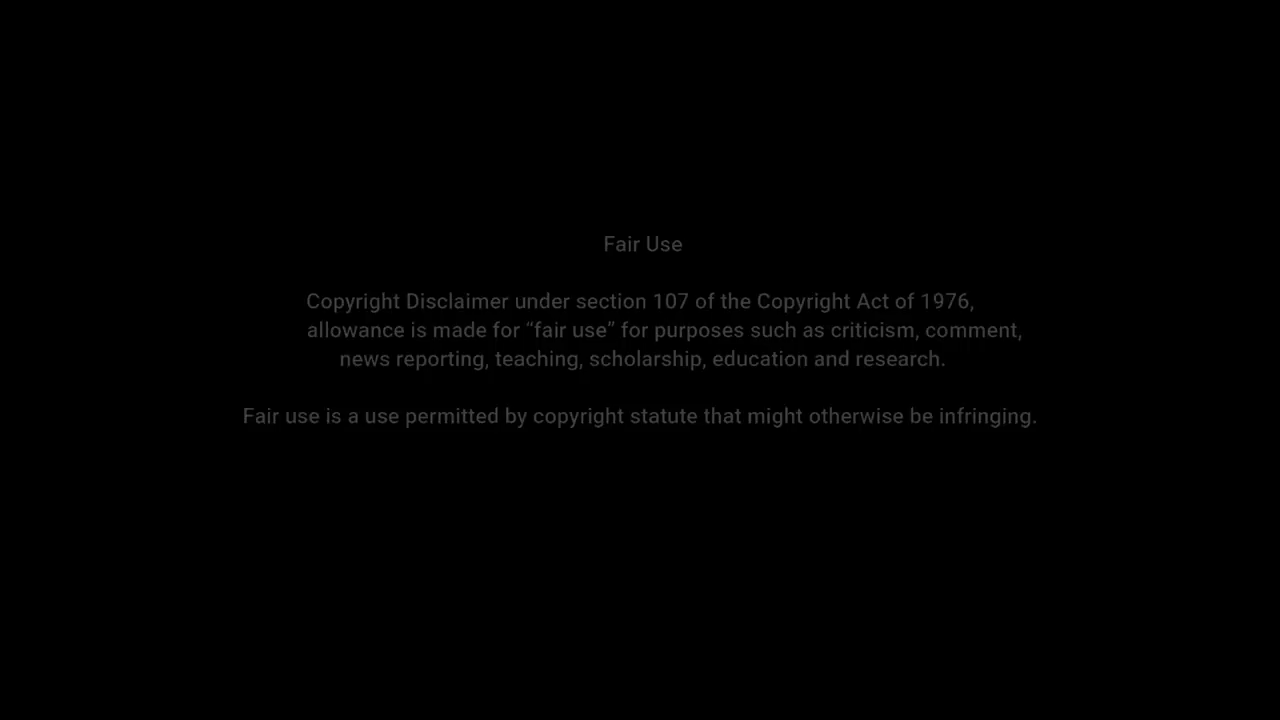 Fair Use
Copyright Disclaimer under section 107 of the Copyright Act of 1976,
allowance is made for “fair use” for purposes such as criticism, comment,
news reporting, teaching, scholarship, education and research.
Fair use is a use permitted by copyright statute that might otherwise be infringing.